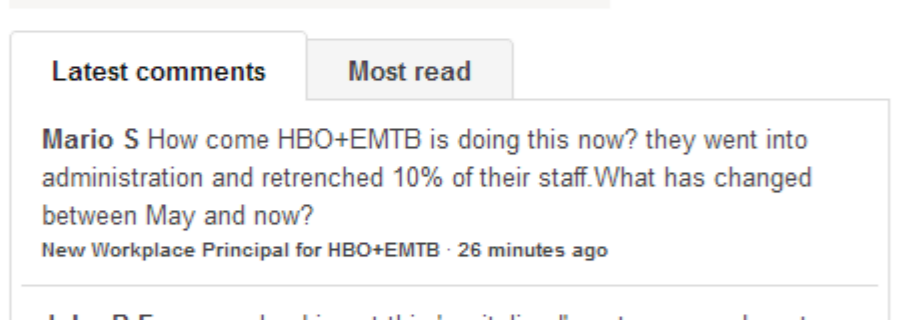 Latest comments
Most read
Mario S How come HBO+EMTB is doing this now? they went into
administration and retrenched 10% of their staff.What has changed
between May and now?
New Workplace Principal for HBO+EMTB · 26 minutes ago